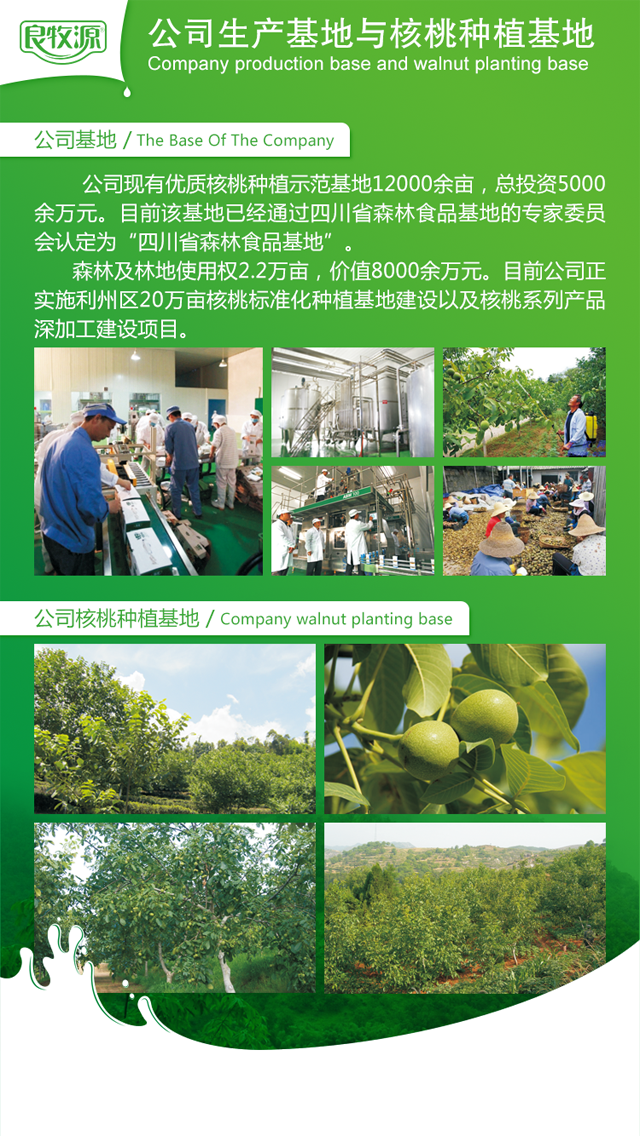 良牧源
公司生产基地与核桃种植基地
Company production base and walnut planting base
公司基地 / The Base Of The Company
公司现有优质核桃种植示范基地12000余亩，总投资5000
余万元。目前该基地已经通过四川省森林食品基地的专家委员
会认定为“四川省森林食品基地”。
森林及林地使用权2.2万亩，价值8000余万元。目前公司正
实施利州区20万亩核桃标准化种植基地建设以及核桃系列产品
深加工建设项目。
公司核桃种植基地 / Company walnut planting base